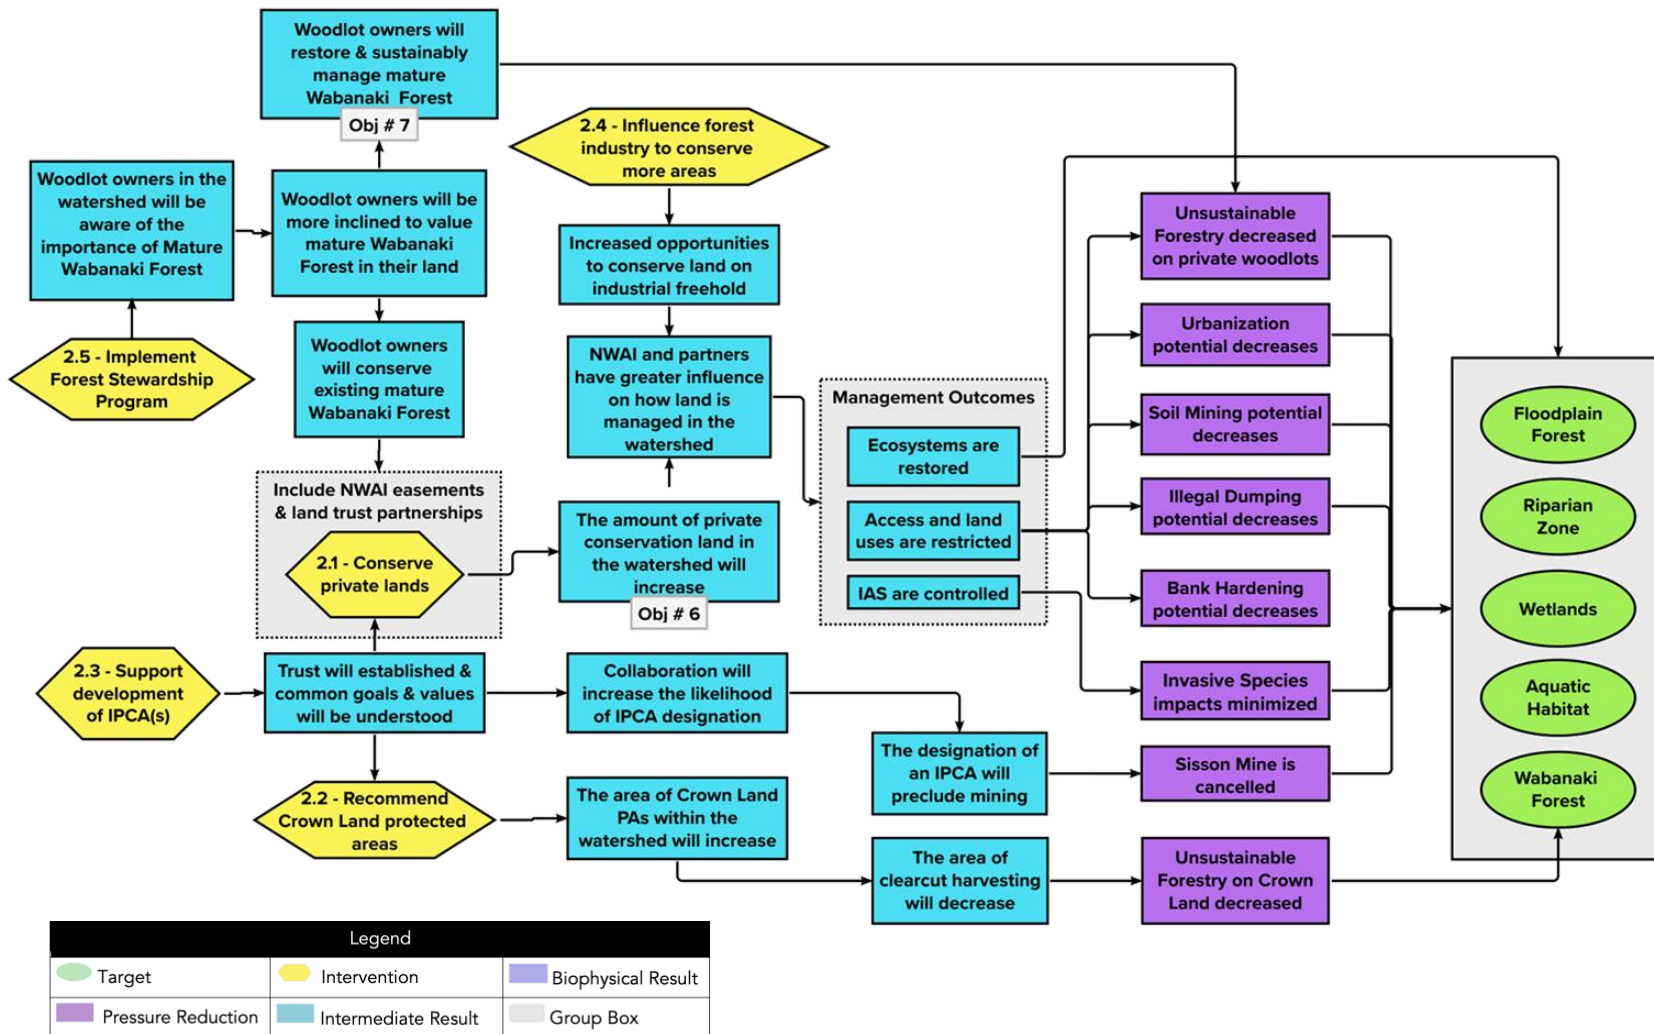 Woodlot owners will
restore & sustainably
manage mature
Wabanaki Forest
Obj # 7
2.4 - Influence forest
industry to conserve
more areas
Woodlot owners in the
watershed will be
aware of the
importance of Mature
Wabanaki Forest
Woodlot owners will be
more inclined to value
mature Wabanaki
Forest in their land
Increased opportunities
to conserve land on
industrial freehold
Unsustainable
Forestry decreased
on private woodlots
2.5 - Implement
Forest Stewardship
Program
Woodlot owners
will conserve
existing mature
Wabanaki Forest
NWAI and partners
have greater influence
on how land is
managed in the
watershed
Urbanization
potential decreases
Management Outcomes
Ecosystems are
restored
Access and land
uses are restricted
IAS are controlled
Soil Mining potential
decreases
Illegal Dumping
potential decreases
Bank Hardening
potential decreases
Invasive Species
impacts minimized
Floodplain
Forest
Riparian
Zone
Wetlands
Aquatic
Habitat
Wabanaki
Forest
Include NWAI easements
& land trust partnerships
2.1 - Conserve
private lands
The amount of private
conservation land in
the watershed will
increase
Obj # 6
2.3 - Support
development
of IPCA(s)
Trust will established &
common goals & values
will be understood
Collaboration will
increase the likelihood
of IPCA designation
The designation of
an IPCA will
preclude mining
Sisson Mine is
cancelled
2.2 - Recommend
Crown Land protected
areas
The area of Crown Land
PAs within the
watershed will increase
The area of
clearcut harvesting
will decrease
Unsustainable
Forestry on Crown
Land decreased
Legend
Target
Intervention
Biophysical Result
Pressure Reduction
Intermediate Result
Group Box